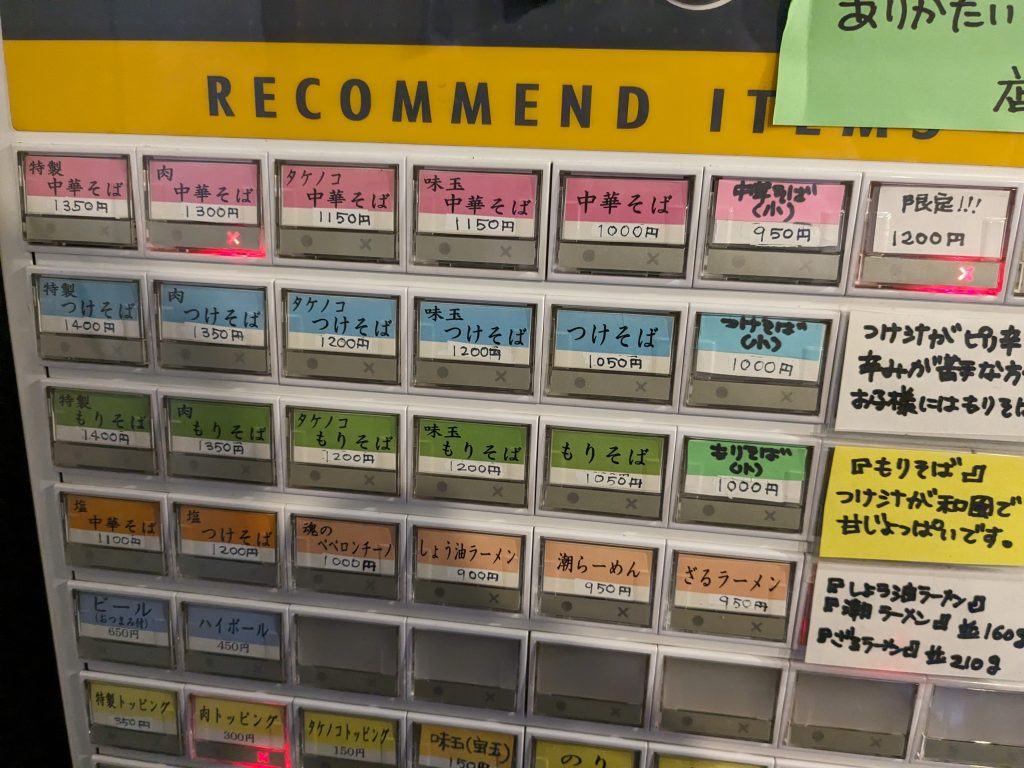 ありがたい
RECOMMEND ITEMS
特製
中華そば
1350円
肉
中華そば
1300円
タケノコ
中華そば
1150円
味玉
中華そば
1150円
中華そば
1000円
中華そば
(小)
950円
限定!!!
1200円
特製
つけそば
1400円
肉
つけそば
1350円
タケノコ
つけそば
1200円
味玉
つけそば
1200円
つけそば
1050円
つけそば
(小)
1000円
つけ汁がピリ辛
辛みが苦手な方
お子様にはもりそば
特製
もりそば
1400円
肉
もりそば
1350円
タケノコ
もりそば
1200円
味玉
もりそば
1200円
もりそば
1050円
もりそば
(小)
1000円
『もりそば』
つけ汁が和風で
甘じょっぱいです。
塩
中華そば
1100円
塩
つけそば
1200円
魂の
ペペロンチーノ
1000円
しょう油ラーメン
900円
潮らーめん
950円
ざるラーメン
950円
『しょう油ラーメン』
『潮 ラーメン』並160g
『ざるラーメン』並210g
ビール
(おつまみ付)
650円
ハイボール
450円
特製トッピング
350円
肉トッピング
300円
タケノコトッピング
150円
味玉(宝玉)
150円
のり